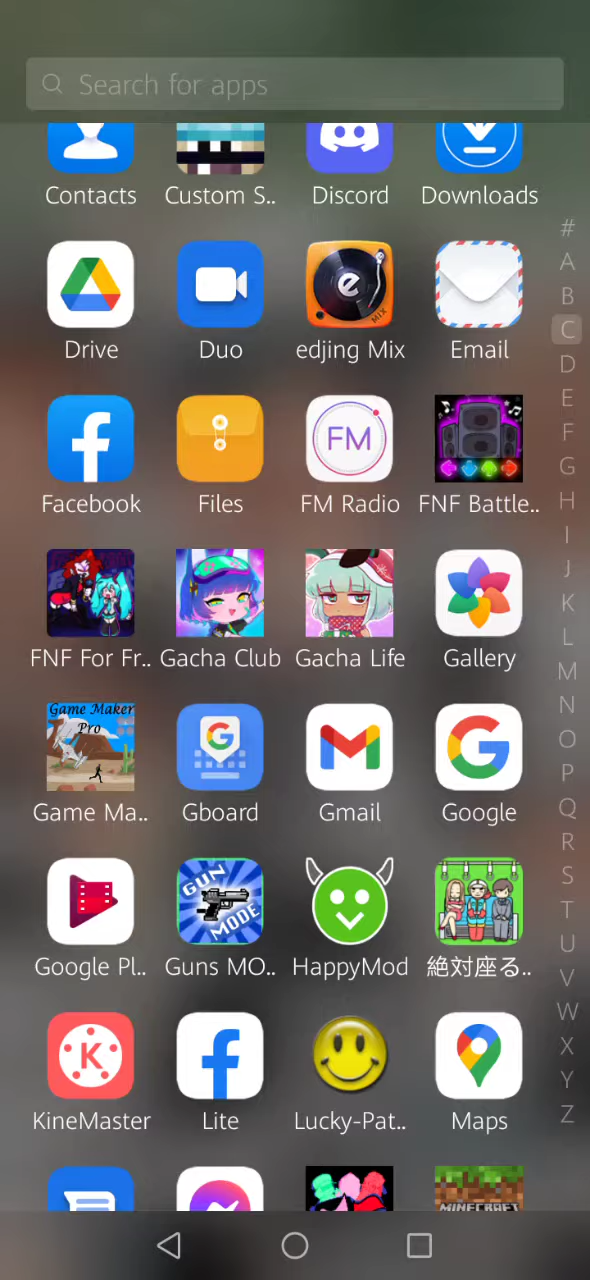 Search for apps
Contacts
Custom S..
Discord
Downloads
#
A
B
C
D
E
F
G
H
I
J
K
L
M
N
O
P
Q
R
S
T
U
V
W
X
Y
Z
e
MIX
Drive
Duo
edjing Mix
Email
FM
Facebook
Files
FM Radio
FNF Battle..
FNF For Fr..
Gacha Club
Gacha Life
Gallery
Game Maker
Pro
Game Ma..
Gboard
Gmail
Google
GUN
MODE
Google Pl..
Guns MO..
HappyMod
絶対座る..
K
KineMaster
Lite
Lucky-Pat..
Maps
MINECRAFT